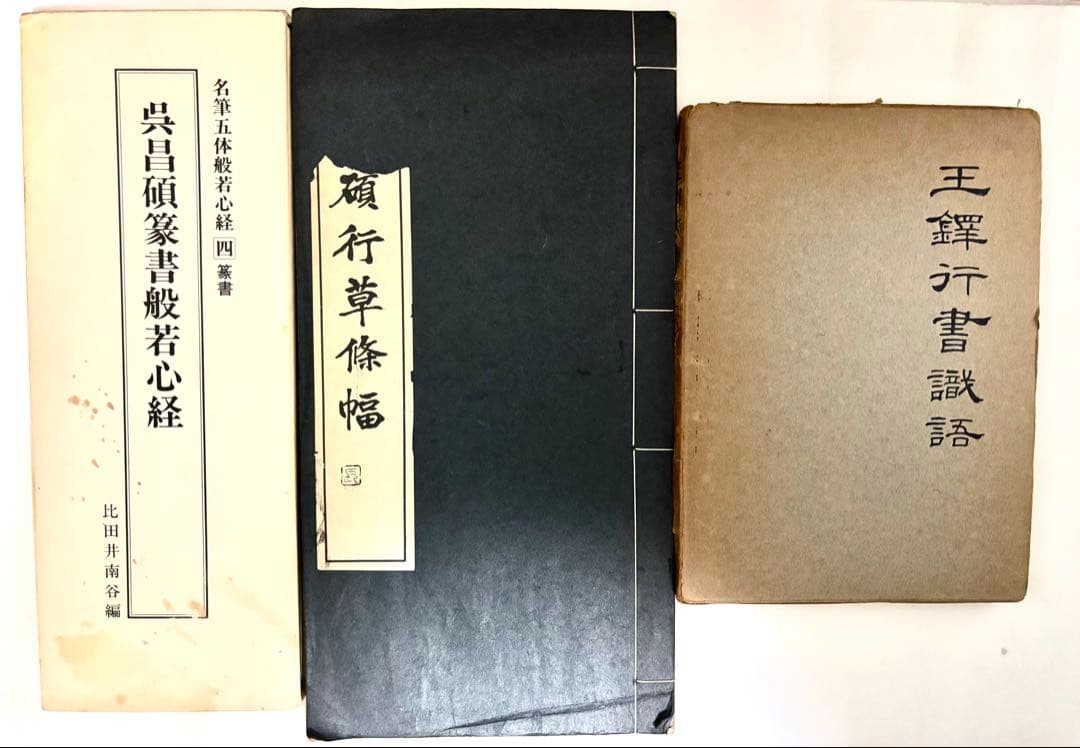 名筆五体般若心経 四 篆書
呉昌碩篆書般若心経
比田井南谷編
碩行草條幅
王鐸行書識語